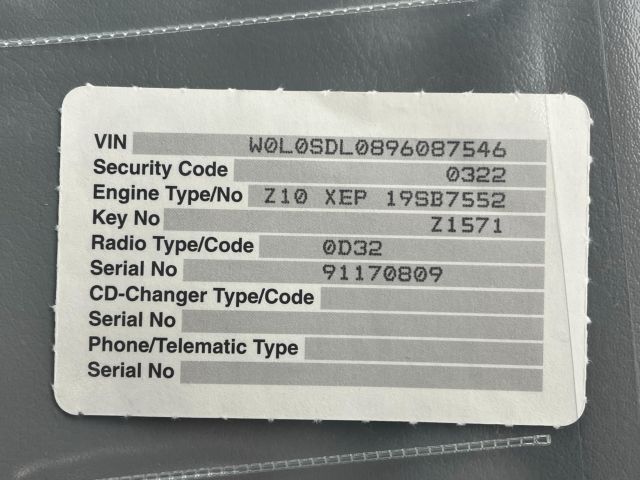 VIN W0L0SDL0896087546
Security Code 0322
Engine Type/No Z10 XEP 19SB7552
Key No Z1571
Radio Type/Code 0D32
Serial No 91170809
CD-Changer Type/Code
Serial No
Phone/Telematic Type
Serial No